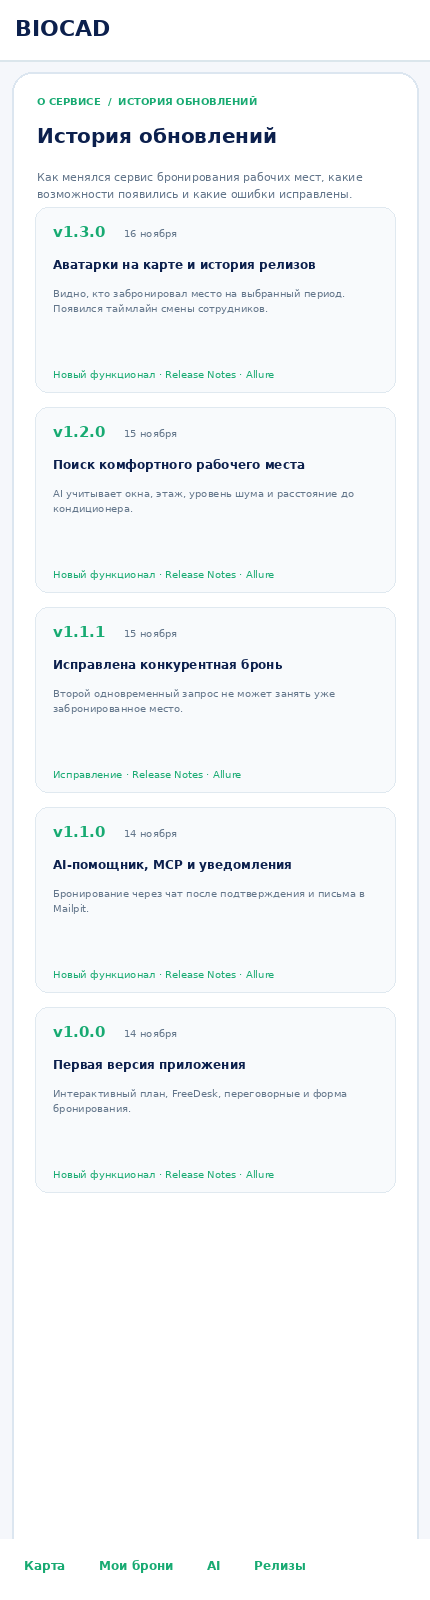 BIOCAD
О СЕРВИСЕ / ИСТОРИЯ ОБНОВЛЕНИЙ
История обновлений
Как менялся сервис бронирования рабочих мест, какие
возможности появились и какие ошибки исправлены.
v1.3.0 16 ноября
Аватарки на карте и история релизов
Видно, кто забронировал место на выбранный период.
Появился таймлайн смены сотрудников.
Новый функционал · Release Notes · Allure
v1.2.0 15 ноября
Поиск комфортного рабочего места
AI учитывает окна, этаж, уровень шума и расстояние до
кондиционера.
Новый функционал · Release Notes · Allure
v1.1.1 15 ноября
Исправлена конкурентная бронь
Второй одновременный запрос не может занять уже
забронированное место.
Исправление · Release Notes · Allure
v1.1.0 14 ноября
AI-помощник, MCP и уведомления
Бронирование через чат после подтверждения и письма в
Mailpit.
Новый функционал · Release Notes · Allure
v1.0.0 14 ноября
Первая версия приложения
Интерактивный план, FreeDesk, переговорные и форма
бронирования.
Новый функционал · Release Notes · Allure
Карта Мои брони AI Релизы